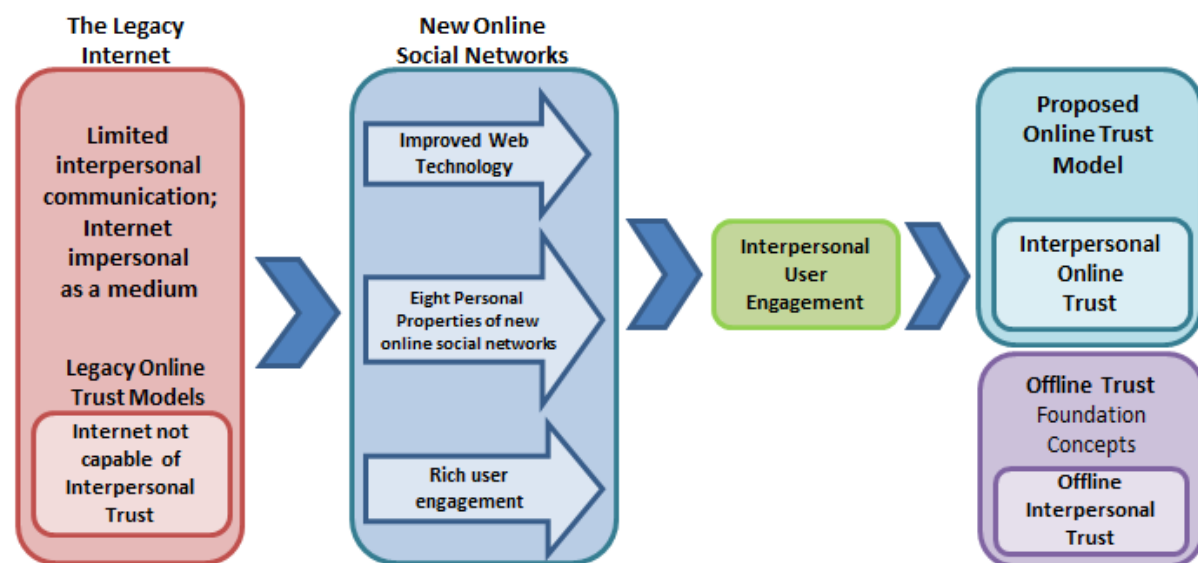 The Legacy
Internet
Limited
interpersonal
communication;
Internet
impersonal
as a medium
Legacy Online
Trust Models
Internet not
capable of
Interpersonal
Trust
New Online
Social Networks
Improved Web
Technology
Eight Personal
Properties of new
online social networks
Rich user
engagement
Interpersonal
User
Engagement
Proposed
Online Trust
Model
Interpersonal
Online
Trust
Offline Trust
Foundation
Concepts
Offline
Interpersonal
Trust